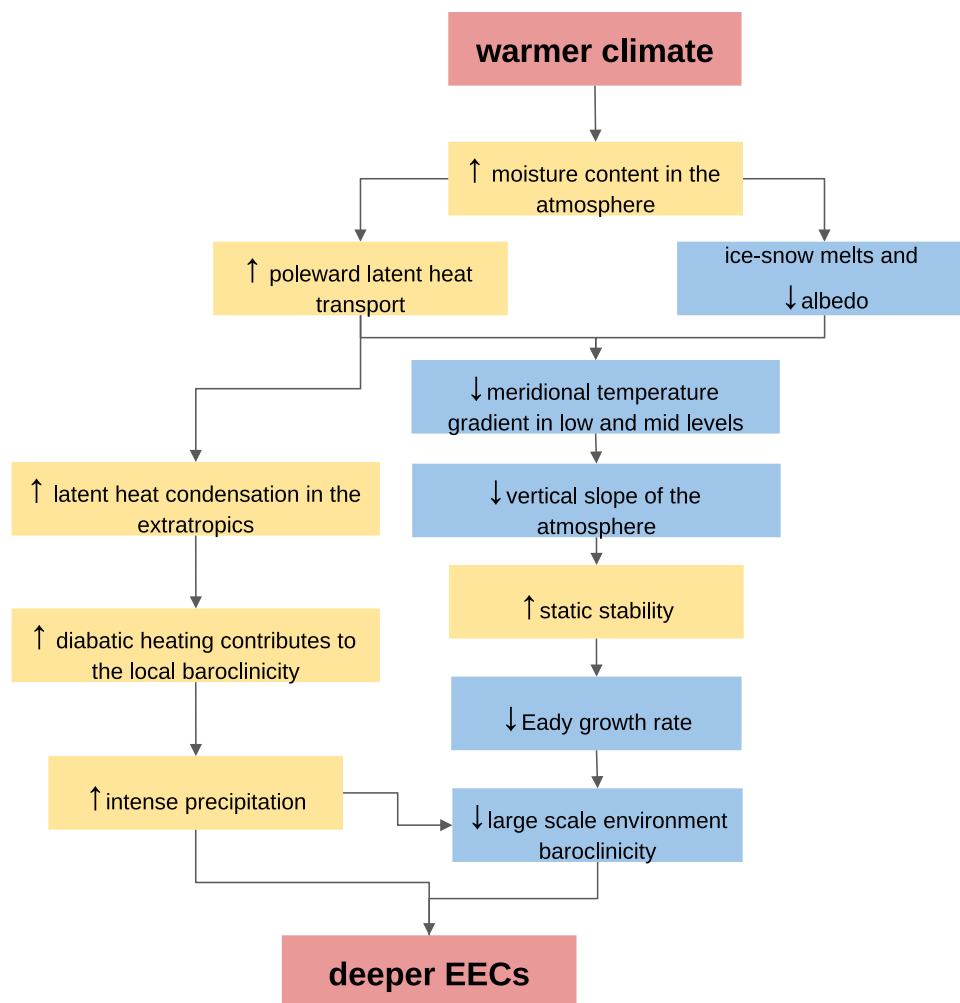 warmer climate
↑ moisture content in the
atmosphere
↑ poleward latent heat
transport
ice-snow melts and
↓albedo
↓meridional temperature
gradient in low and mid levels
↑ latent heat condensation in the
extratropics
↓vertical slope of the
atmosphere
↑static stability
↑ diabatic heating contributes to
the local baroclinicity
↓Eady growth rate
↑intense precipitation
↓large scale environment
baroclinicity
deeper EECs